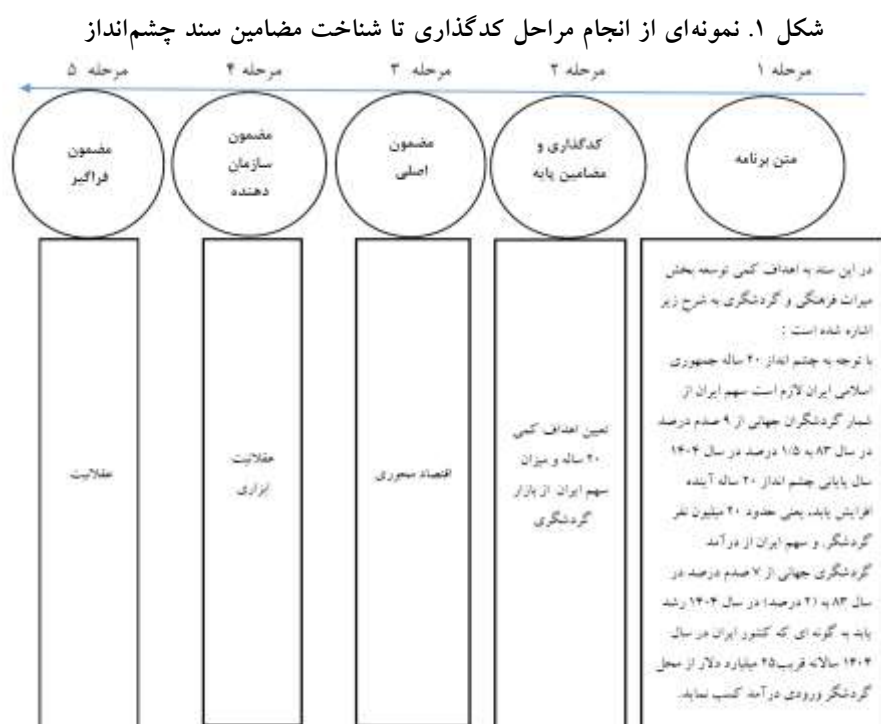 شکل ۱. نمونه‌ای از انجام مراحل کدگذاری تا شناخت مضامین سند چشم‌انداز
مرحله ۱
مرحله ۲
مرحله ۳
مرحله ۴
مرحله ۵
متن برنامه
کدگذاری و
مضامین پایه
مضمون
اصلی
مضمون
سازمان
دهنده
مضمون
فراگیر
در این سند به اهداف کمی توسعه بخش
میراث فرهنگی و گردشگری به شرح زیر
اشاره شده است :
با توجه به چشم انداز ۲۰ ساله جمهوری
اسلامی ایران لازم است سهم ایران از
شمار گردشگران جهانی از ۹ صدم درصد
در سال ۸۳ به ۱/۵ درصد در سال ۱۴۰۴
سال پایانی چشم انداز ۲۰ ساله آینده
افزایش یابد، یعنی حدود ۲۰ میلیون نفر
گردشگر، و سهم ایران از درآمد
گردشگری جهانی از ۷ صدم درصد در
سال ۸۳ به (۲ درصد) در سال ۱۴۰۴ رشد
یابد به گونه ای که کشور ایران در سال
۱۴۰۴ سالانه قریب ۲۵ میلیارد دلار از محل
گردشگر ورودی درآمد کسب نماید.
تعیین اهداف کمی
۲۰ ساله و میزان
سهم ایران از بازار
گردشگری
اقتصاد محوری
عقلانیت
ابزاری
عقلانیت